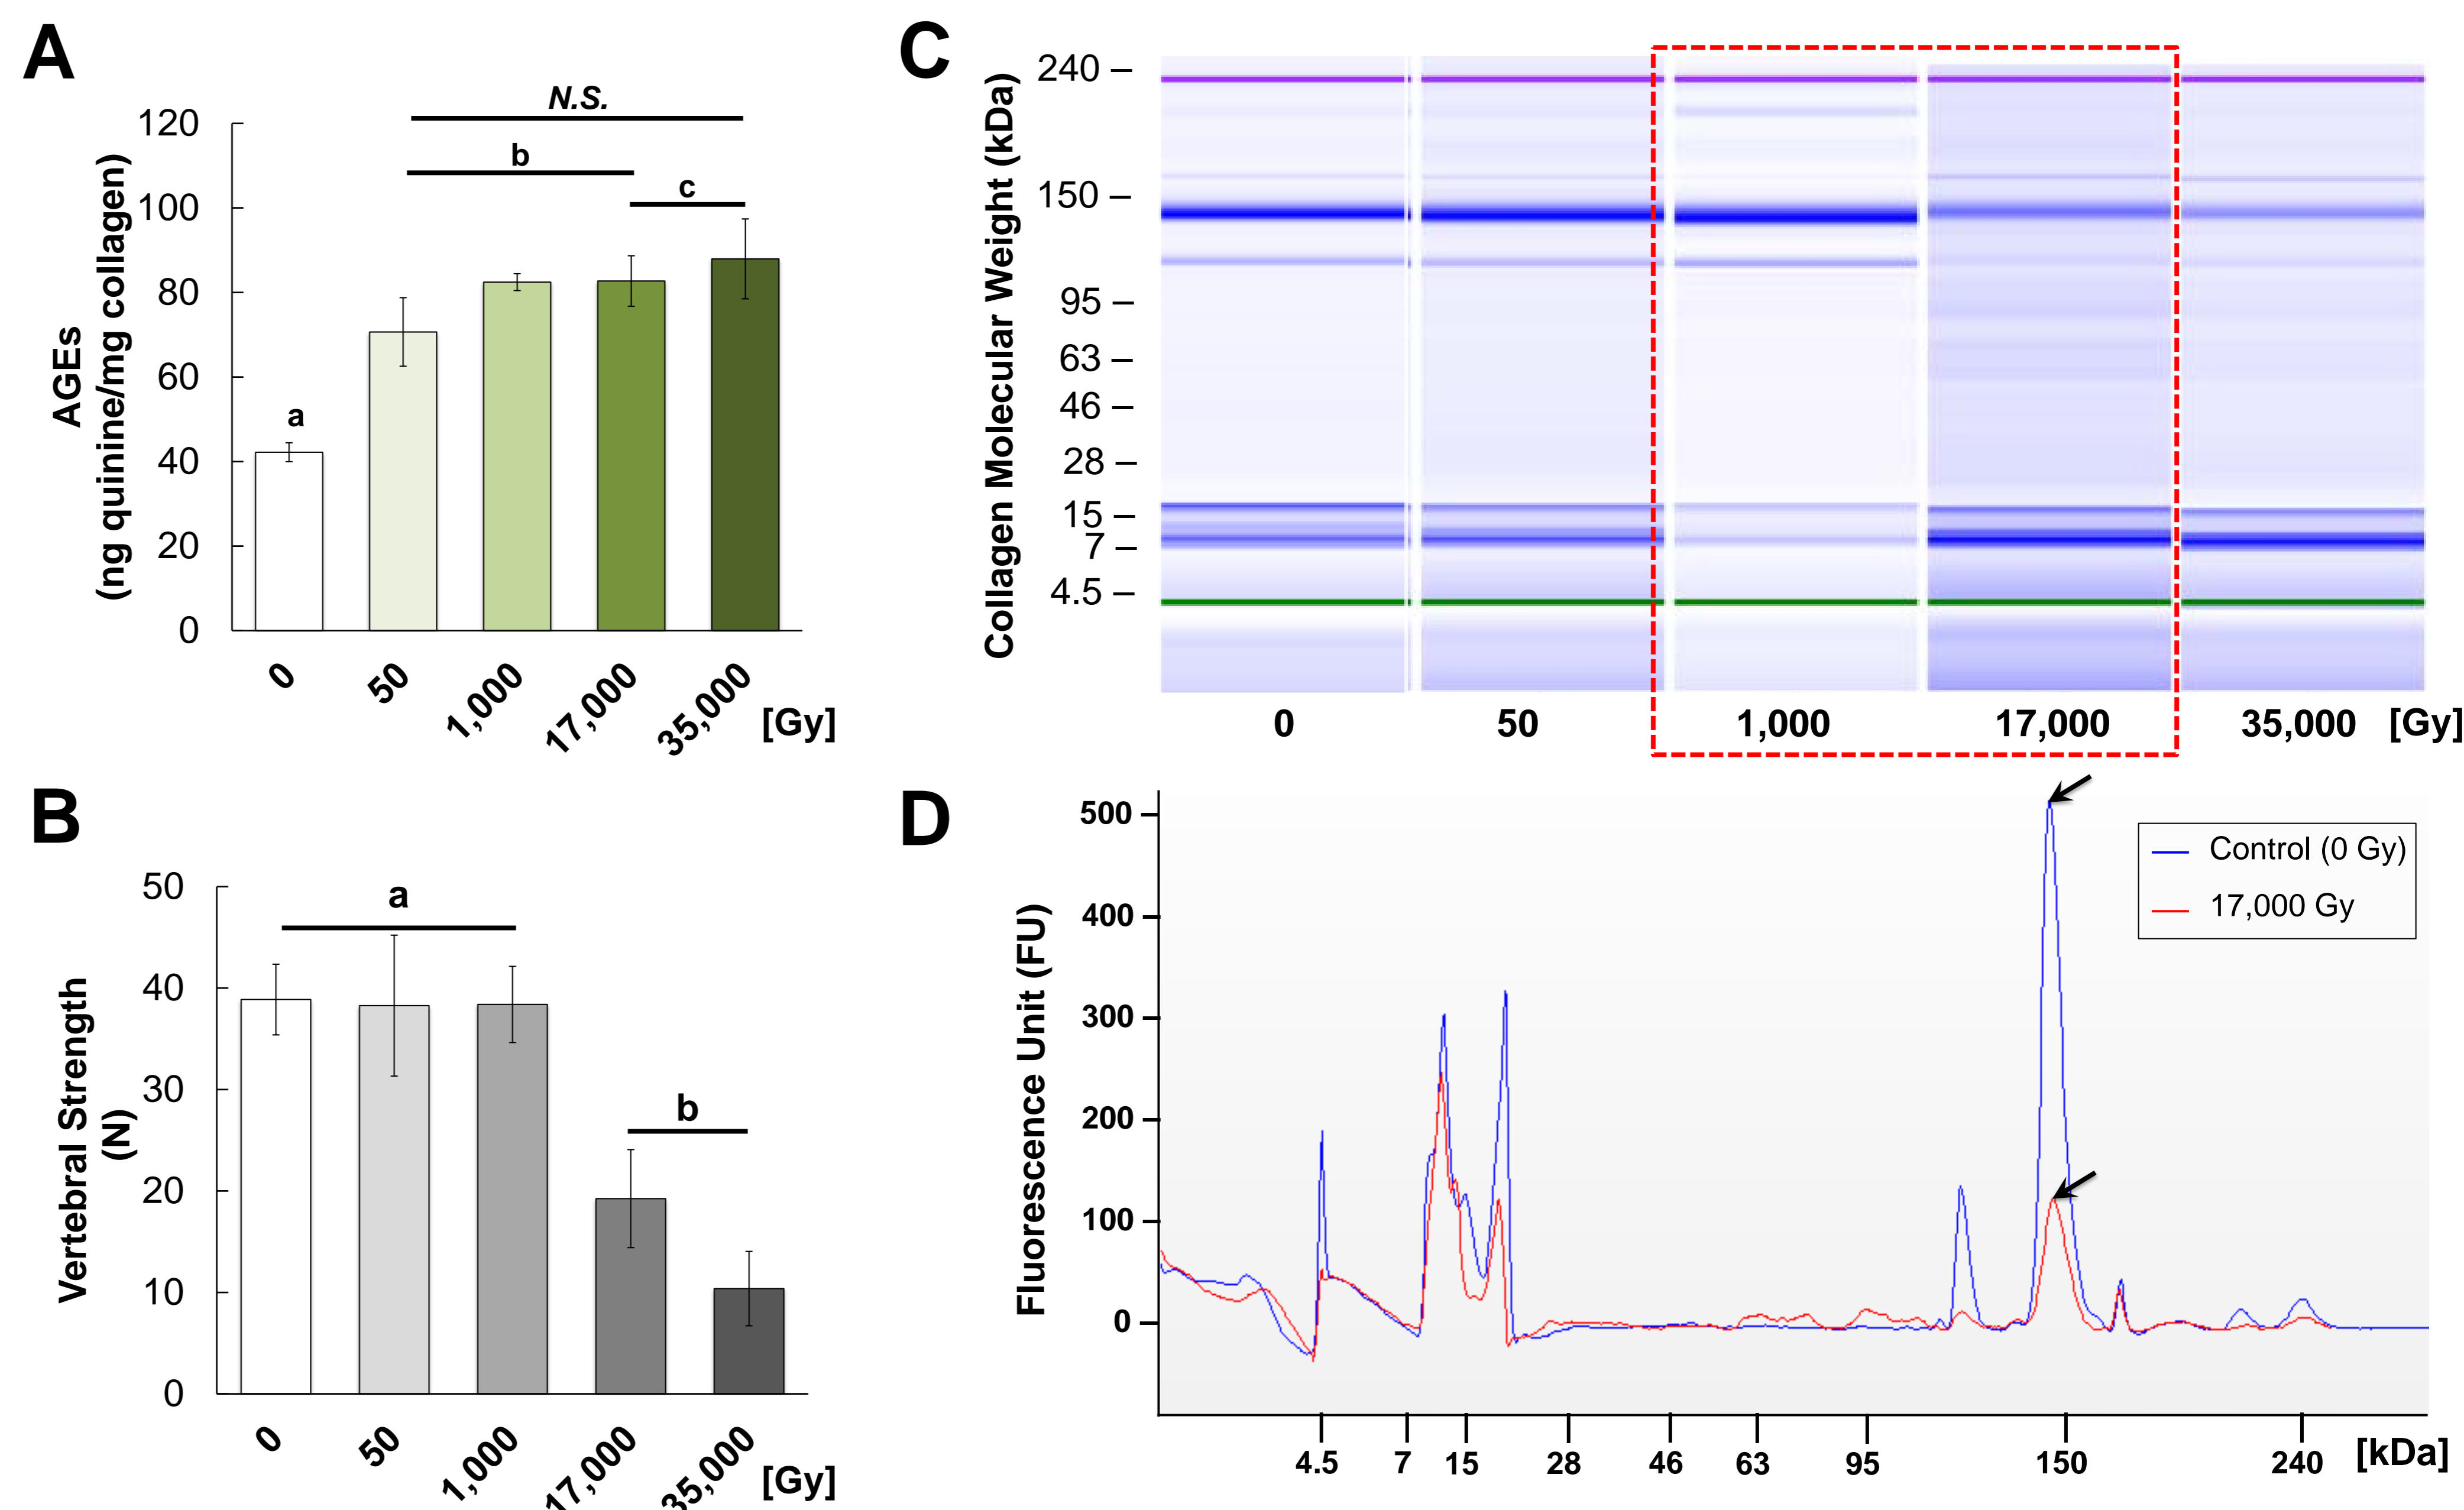 A
N.S.
b
c
a
AGEs
(ng quinine/mg collagen)
120
100
80
60
40
20
0
0
50
1,000
17,000
35,000
[Gy]
B
a
b
Vertebral Strength
(N)
50
40
30
20
10
0
0
50
1,000
17,000
35,000
[Gy]
C
Collagen Molecular Weight (kDa)
240
150
95
63
46
28
15
7
4.5
0
50
1,000
17,000
35,000
[Gy]
D
Fluorescence Unit (FU)
500
400
300
200
100
0
Control (0 Gy)
17,000 Gy
4.5
7
15
28
46
63
95
150
240
[kDa]